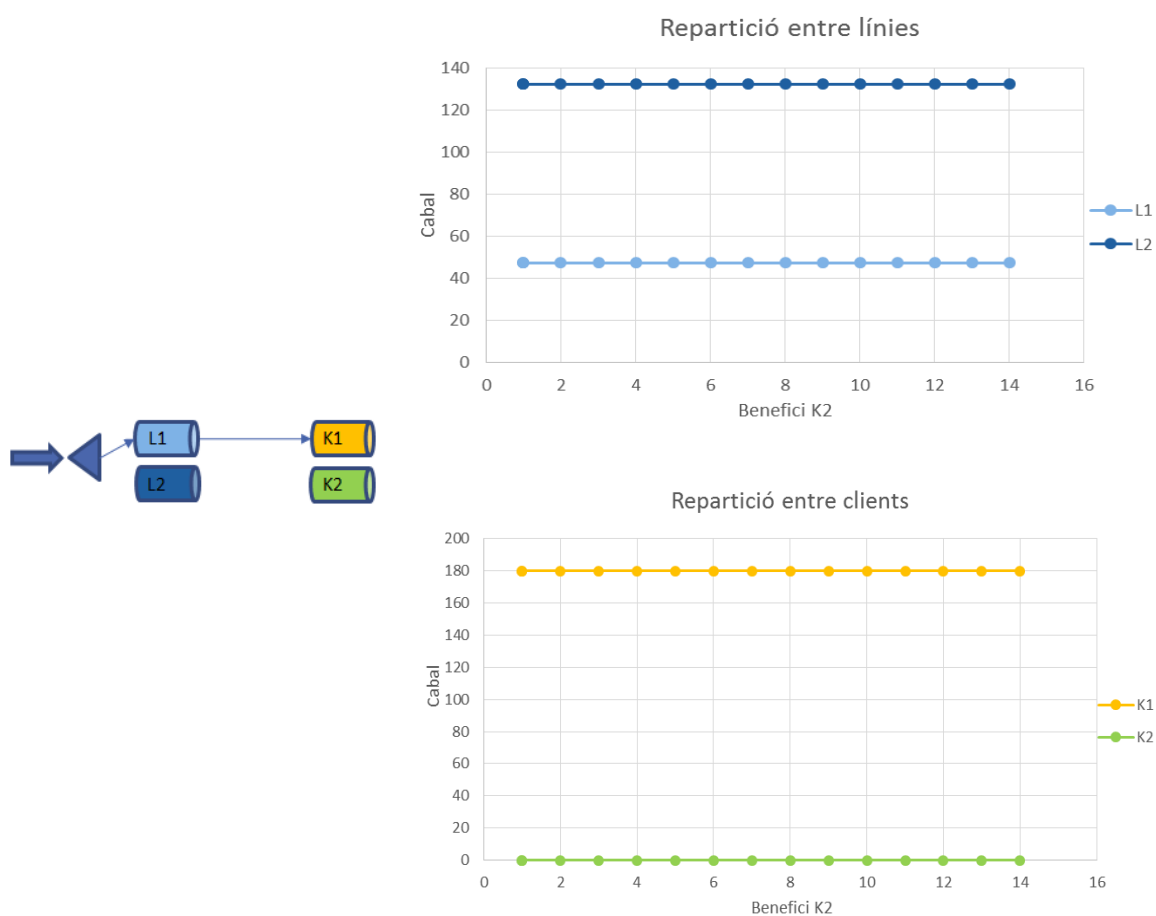 Repartició entre línies
140
120
100
80
60
40
20
0
Cabal
0 2 4 6 8 10 12 14 16
Benefici K2
L1
L2
L1 K1
L2 K2
Repartició entre clients
200
180
160
140
120
100
80
60
40
20
0
Cabal
0 2 4 6 8 10 12 14 16
Benefici K2
K1
K2